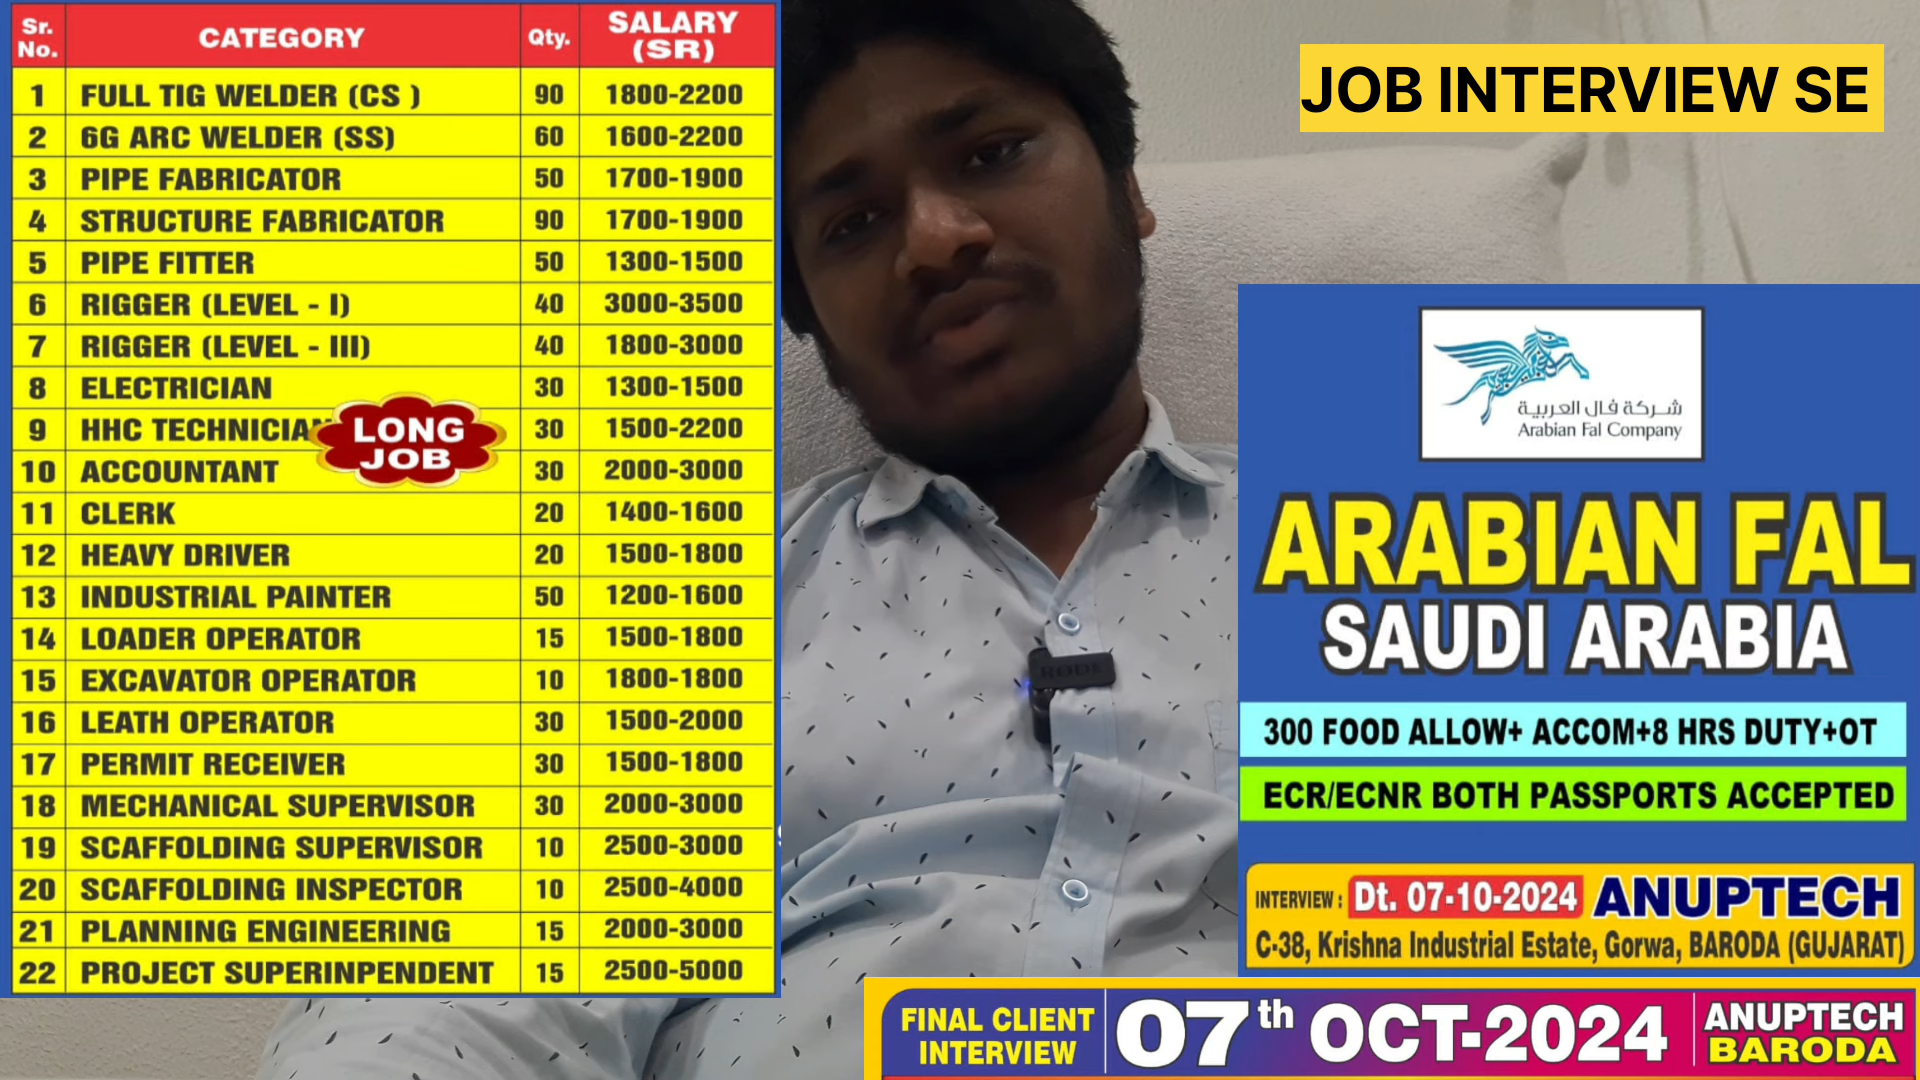 Sr. No. CATEGORY Qty. SALARY (SR)
1 FULL TIG WELDER (CS ) 90 1800-2200
2 6G ARC WELDER (SS) 60 1600-2200
3 PIPE FABRICATOR 50 1700-1900
4 STRUCTURE FABRICATOR 90 1700-1900
5 PIPE FITTER 50 1300-1500
6 RIGGER (LEVEL - I) 40 3000-3500
7 RIGGER (LEVEL - III) 40 1800-3000
8 ELECTRICIAN 30 1300-1500
9 HHC TECHNICIAN 30 1500-2200
10 ACCOUNTANT 30 2000-3000
11 CLERK 20 1400-1600
12 HEAVY DRIVER 20 1500-1800
13 INDUSTRIAL PAINTER 50 1200-1600
14 LOADER OPERATOR 15 1500-1800
15 EXCAVATOR OPERATOR 10 1800-1800
16 LEATH OPERATOR 30 1500-2000
17 PERMIT RECEIVER 30 1500-1800
18 MECHANICAL SUPERVISOR 30 2000-3000
19 SCAFFOLDING SUPERVISOR 10 2500-3000
20 SCAFFOLDING INSPECTOR 10 2500-4000
21 PLANNING ENGINEERING 15 2000-3000
22 PROJECT SUPERINPENDENT 15 2500-5000
LONG
JOB
JOB INTERVIEW SE
شركة فال العربية
Arabian Fal Company
ARABIAN FAL
SAUDI ARABIA
300 FOOD ALLOW+ ACCOM+8 HRS DUTY+OT
ECR/ECNR BOTH PASSPORTS ACCEPTED
INTERVIEW : Dt. 07-10-2024 ANUPTECH
C-38, Krishna Industrial Estate, Gorwa, BARODA (GUJARAT)
RODE
FINAL CLIENT
INTERVIEW
07th OCT-2024
ANUPTECH
BARODA